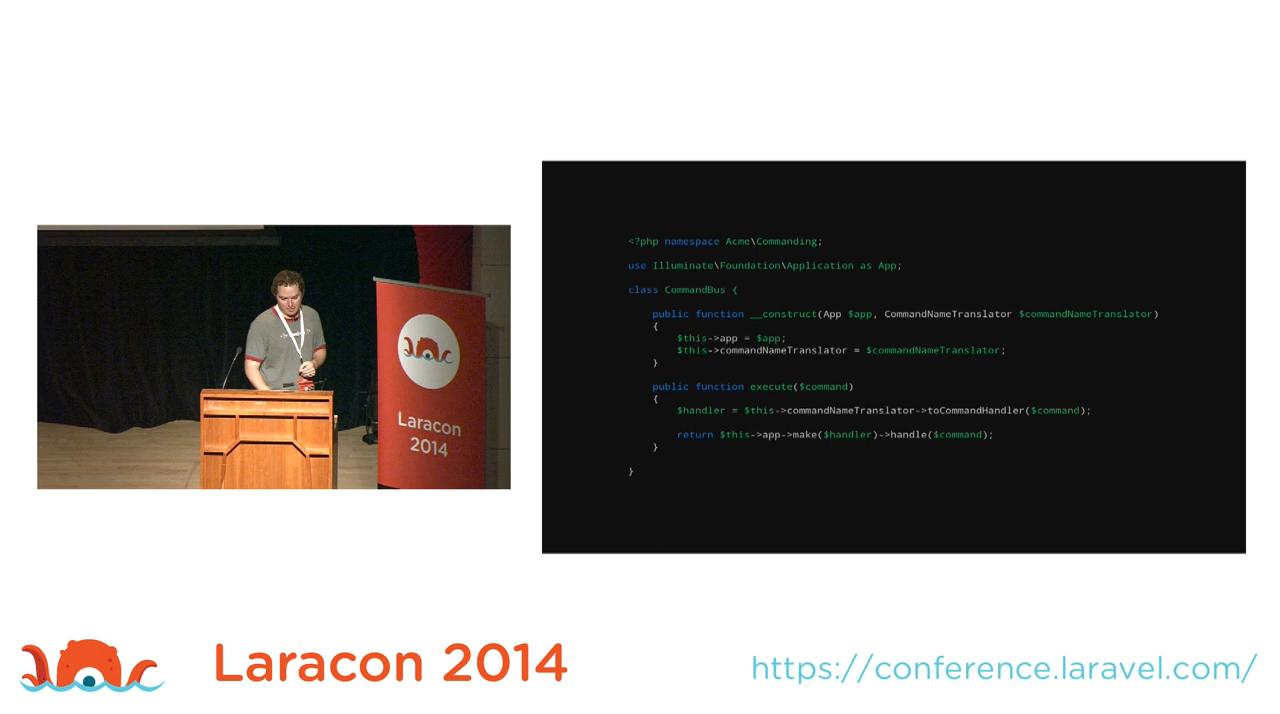 Laracon
2014
<?php namespace Acme\Commanding;
use Illuminate\Foundation\Application as App;
class CommandBus {
public function __construct(App $app, CommandNameTranslator $commandNameTranslator)
{
$this->app = $app;
$this->commandNameTranslator = $commandNameTranslator;
}
public function execute($command)
{
$handler = $this->commandNameTranslator->toCommandHandler($command);
return $this->app->make($handler)->handle($command);
}
}
Laracon 2014
https://conference.laravel.com/